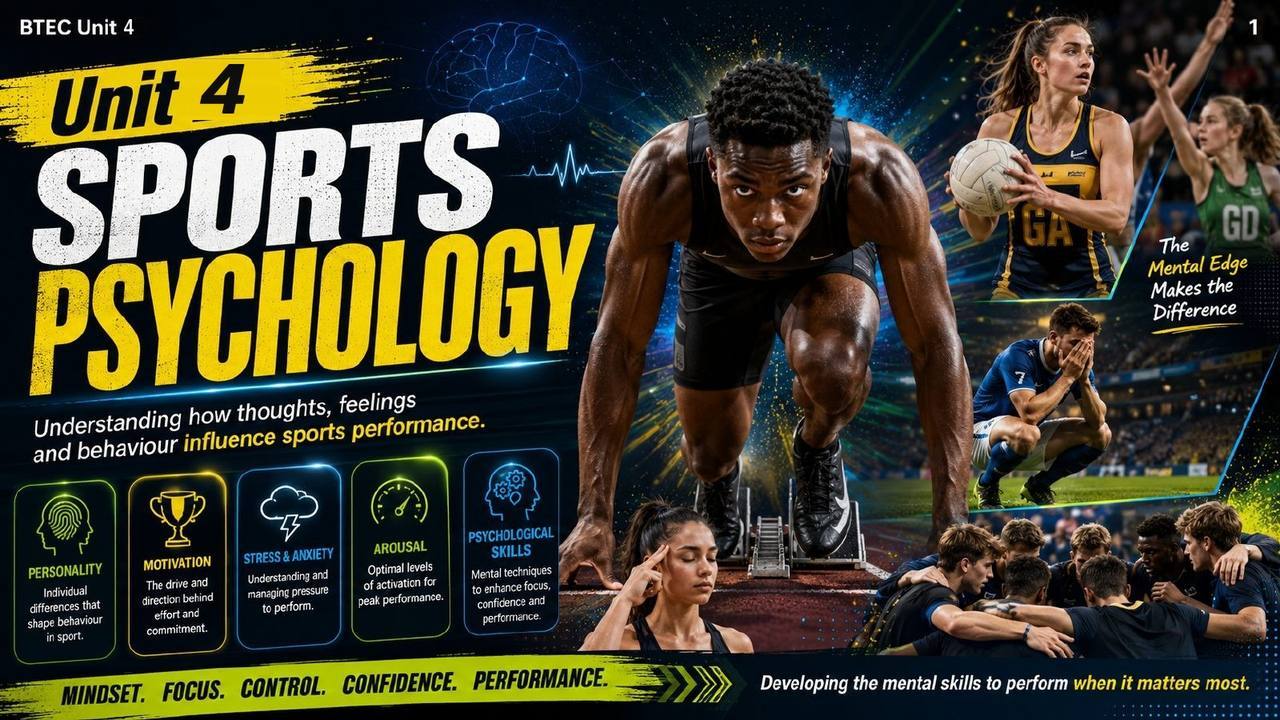 BTEC Unit 4
1
Unit 4
SPORTS
PSYCHOLOGY
Understanding how thoughts, feelings
and behaviour influence sports performance.
PERSONALITY
Individual
differences that
shape behaviour
in sport.
MOTIVATION
The drive and
direction behind
effort and
commitment.
STRESS & ANXIETY
Understanding and
managing pressure
to perform.
AROUSAL
Optimal levels
of activation for
peak performance.
PSYCHOLOGICAL
SKILLS
Mental techniques
to enhance focus,
confidence and
performance.
GA
GD
The
Mental Edge
Makes the
Difference
7
MINDSET. FOCUS. CONTROL. CONFIDENCE. PERFORMANCE.
Developing the mental skills to perform when it matters most.